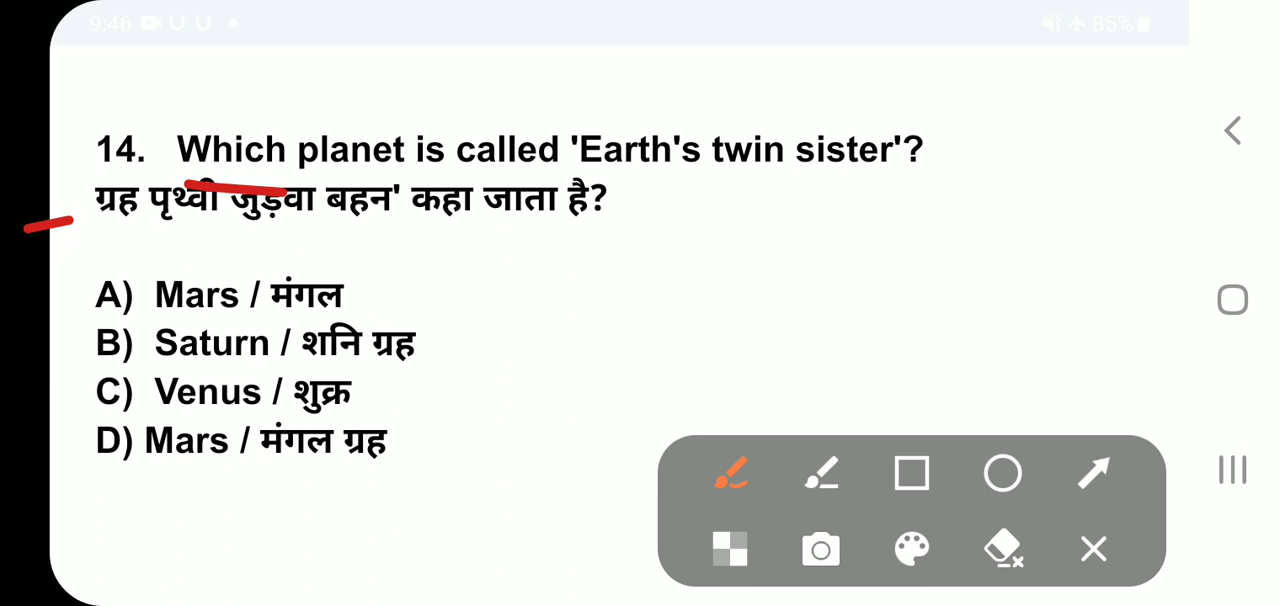 9:46
85%
14. Which planet is called 'Earth's twin sister'?
ग्रह पृथ्वी जुड़वा बहन' कहा जाता है?
A) Mars / मंगल
B) Saturn / शनि ग्रह
C) Venus / शुक्र
D) Mars / मंगल ग्रह